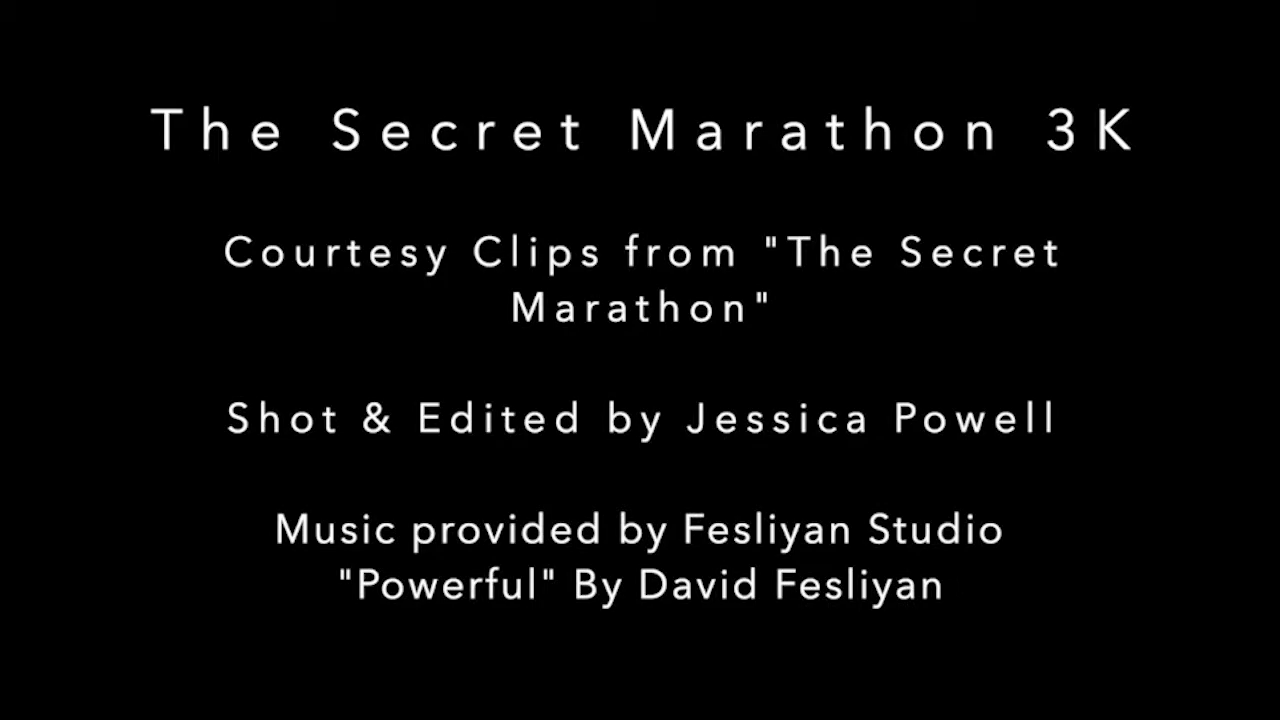 The Secret Marathon 3K
Courtesy Clips from "The Secret
Marathon"
Shot & Edited by Jessica Powell
Music provided by Fesliyan Studio
"Powerful" By David Fesliyan